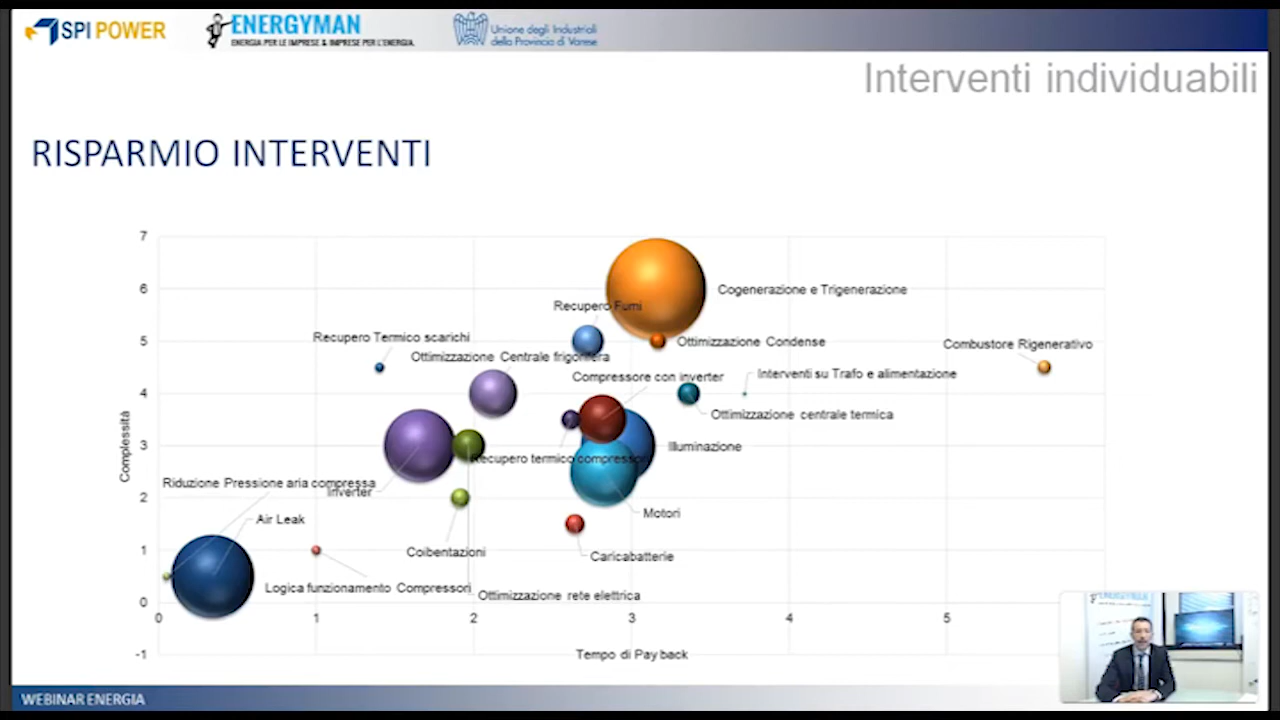 SPI POWER
ENERGYMAN
ENERGIA PER LE IMPRESE & IMPRESE PER L'ENERGIA.
Unione degli Industriali
della Provincia di Varese
Interventi individuabili
RISPARMIO INTERVENTI
7
6
5
4
3
2
1
0
-1
Complessità
Cogenerazione e Trigenerazione
Recupero Fumi
Recupero Termico scarichi
Ottimizzazione Condense
Combustore Rigenerativo
Ottimizzazione Centrale frigorifera
Compressore con inverter
Interventi su Trafo e alimentazione
Ottimizzazione centrale termica
Illuminazione
Recupero termico compressori
Riduzione Pressione aria compressa
Inverter
Air Leak
Motori
Coibentazioni
Caricabatterie
Logica funzionamento Compressori
Ottimizzazione rete elettrica
0 1 2 3 4 5
Tempo di Pay back
WEBINAR ENERGIA
ENERGYMAN